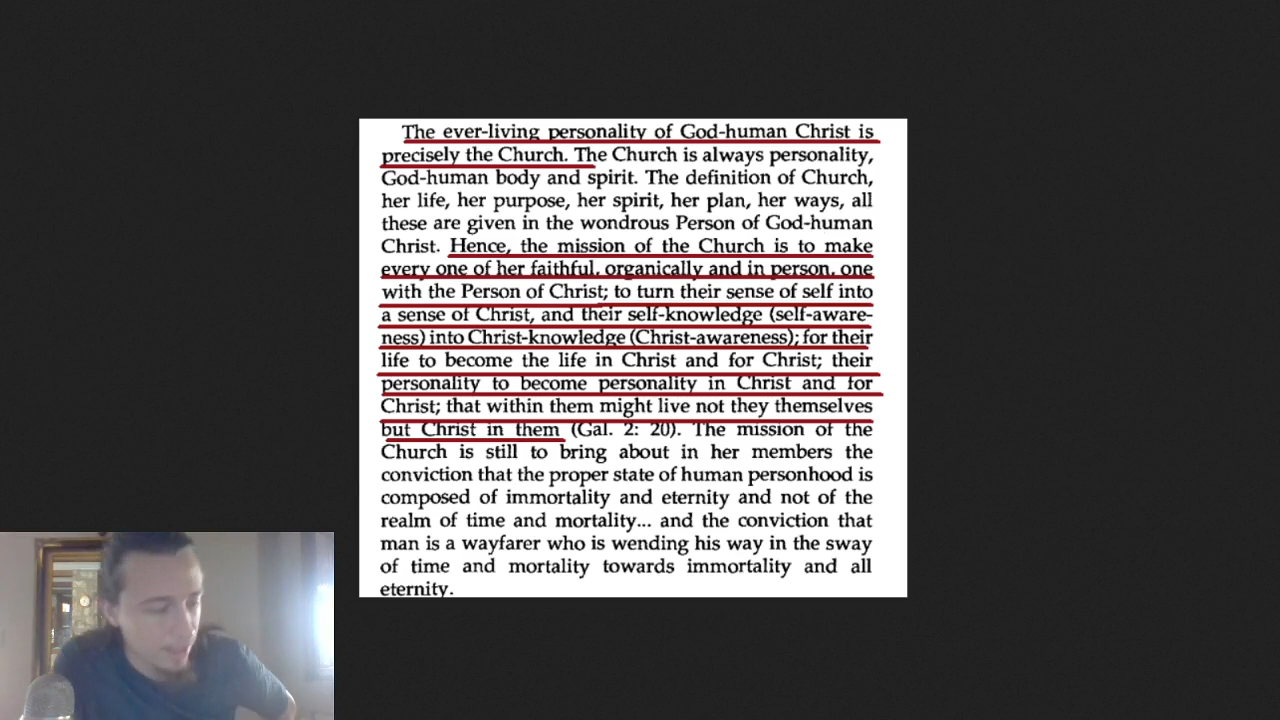 The ever-living personality of God-human Christ is
precisely the Church. The Church is always personality,
God-human body and spirit. The definition of Church,
her life, her purpose, her spirit, her plan, her ways, all
these are given in the wondrous Person of God-human
Christ. Hence, the mission of the Church is to make
every one of her faithful, organically and in person, one
with the Person of Christ; to turn their sense of self into
a sense of Christ, and their self-knowledge (self-aware-
ness) into Christ-knowledge (Christ-awareness); for their
life to become the life in Christ and for Christ; their
personality to become personality in Christ and for
Christ; that within them might live not they themselves
but Christ in them (Gal. 2: 20). The mission of the
Church is still to bring about in her members the
conviction that the proper state of human personhood is
composed of immortality and eternity and not of the
realm of time and mortality... and the conviction that
man is a wayfarer who is wending his way in the sway
of time and mortality towards immortality and all
eternity.